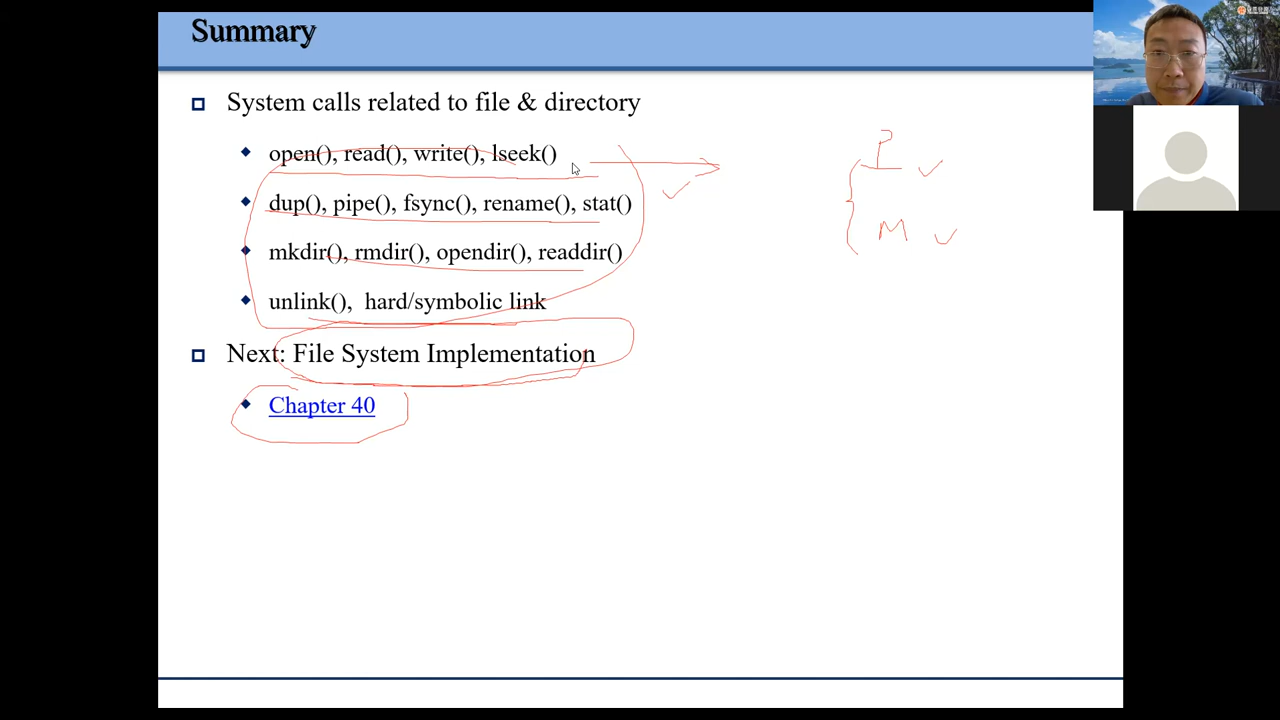 Summary
System calls related to file & directory
open(), read(), write(), lseek()
dup(), pipe(), fsync(), rename(), stat()
mkdir(), rmdir(), opendir(), readdir()
unlink(), hard/symbolic link
Next: File System Implementation
Chapter 40
P
M